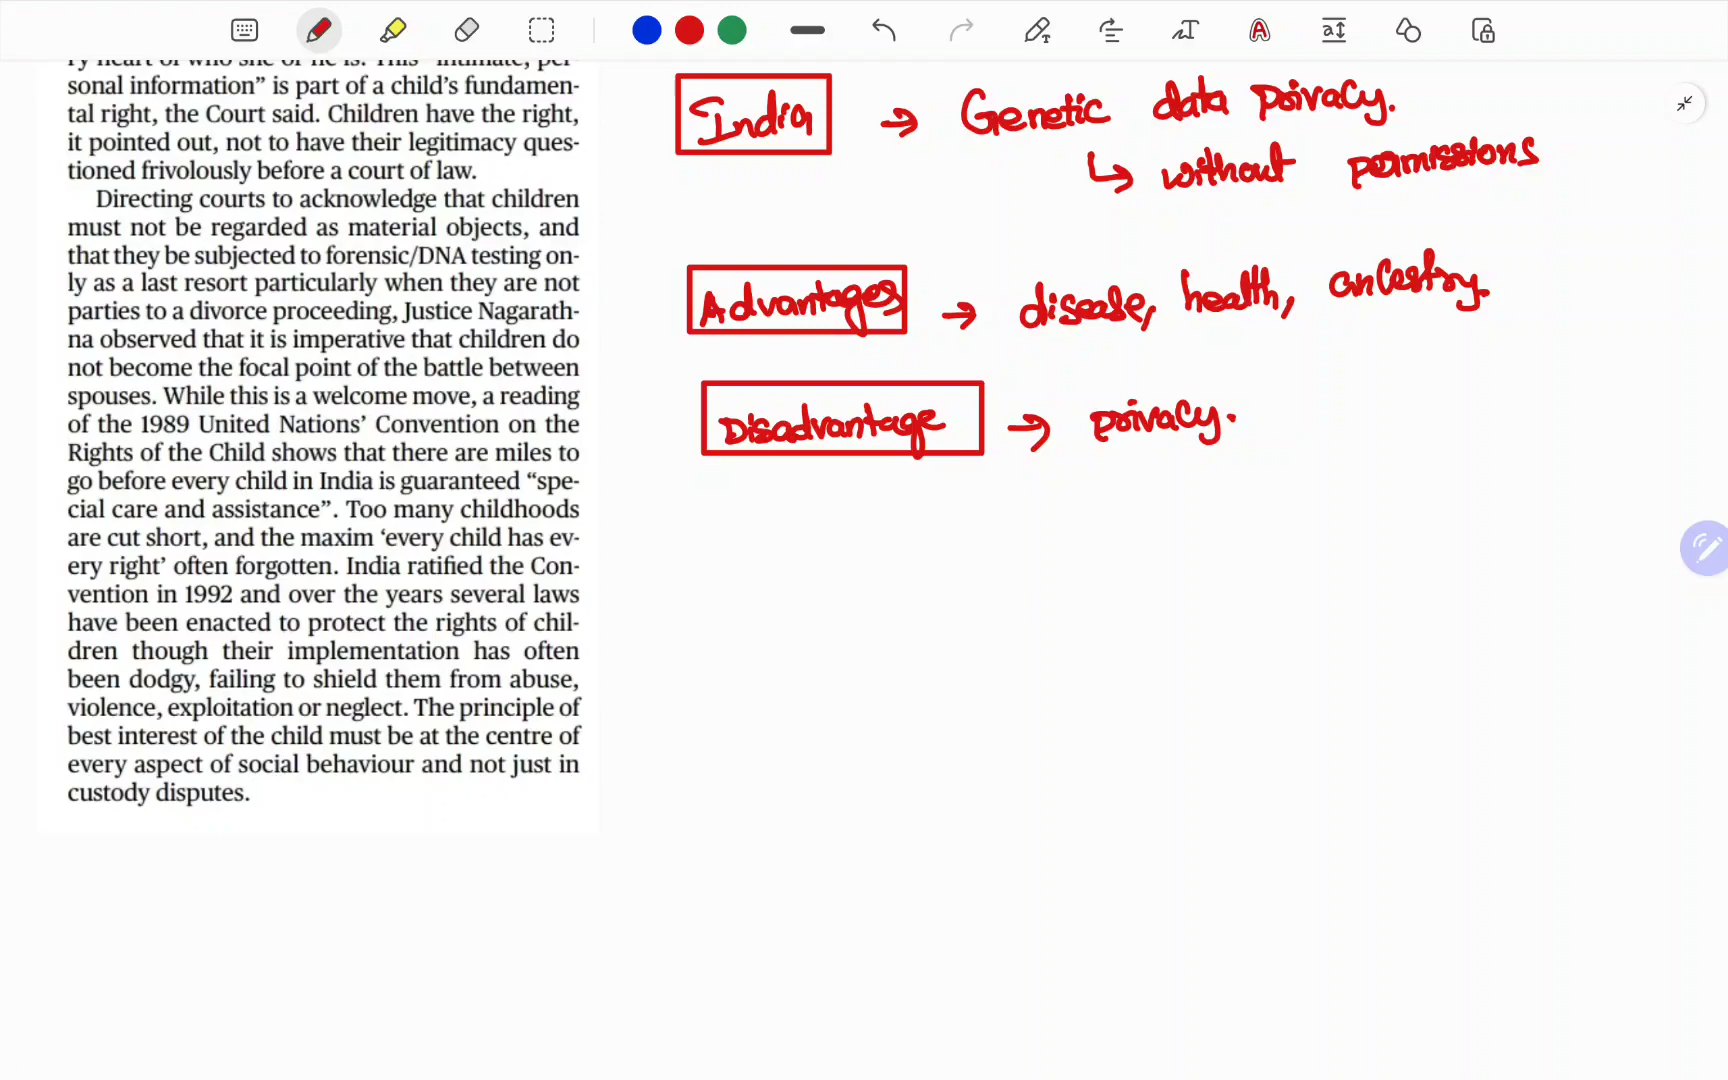 ry heart of who she or he is. This “intimate, per-
sonal information” is part of a child’s fundamen-
tal right, the Court said. Children have the right,
it pointed out, not to have their legitimacy ques-
tioned frivolously before a court of law.
Directing courts to acknowledge that children
must not be regarded as material objects, and
that they be subjected to forensic/DNA testing on-
ly as a last resort particularly when they are not
parties to a divorce proceeding, Justice Nagarath-
na observed that it is imperative that children do
not become the focal point of the battle between
spouses. While this is a welcome move, a reading
of the 1989 United Nations’ Convention on the
Rights of the Child shows that there are miles to
go before every child in India is guaranteed “spe-
cial care and assistance”. Too many childhoods
are cut short, and the maxim ‘every child has ev-
ery right’ often forgotten. India ratified the Con-
vention in 1992 and over the years several laws
have been enacted to protect the rights of chil-
dren though their implementation has often
been dodgy, failing to shield them from abuse,
violence, exploitation or neglect. The principle of
best interest of the child must be at the centre of
every aspect of social behaviour and not just in
custody disputes.
India → Genetic data privacy.
↳ without permissions
Advantages → disease, health, ancestry.
Disadvantage → privacy.